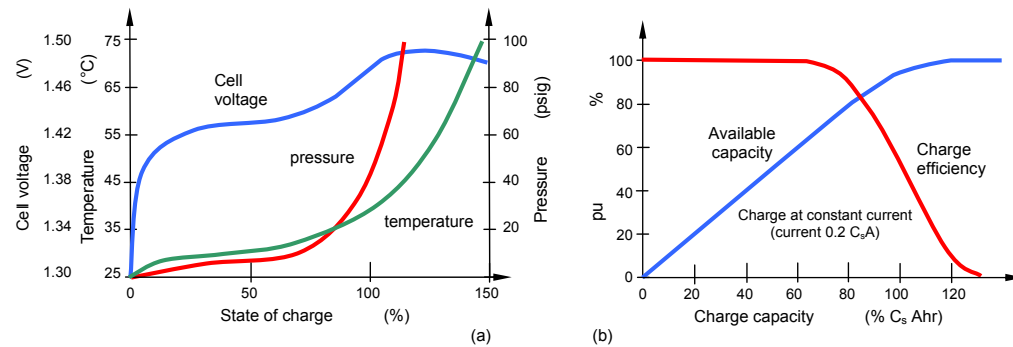 1.50
1.46
1.42
1.38
1.34
1.30
(V)
Cell voltage
75
65
55
45
35
25
(°C)
Temperature
Cell
voltage
pressure
temperature
100
80
60
40
20
(psig)
Pressure
0
50
100
150
State of charge (%)
(a)
100
80
60
40
20
0
%
pu
Available
capacity
Charge
efficiency
Charge at constant current
(current 0.2 CₛA)
0 20 40 60 80 100 120
Charge capacity (% Cₛ Ahr)
(b)